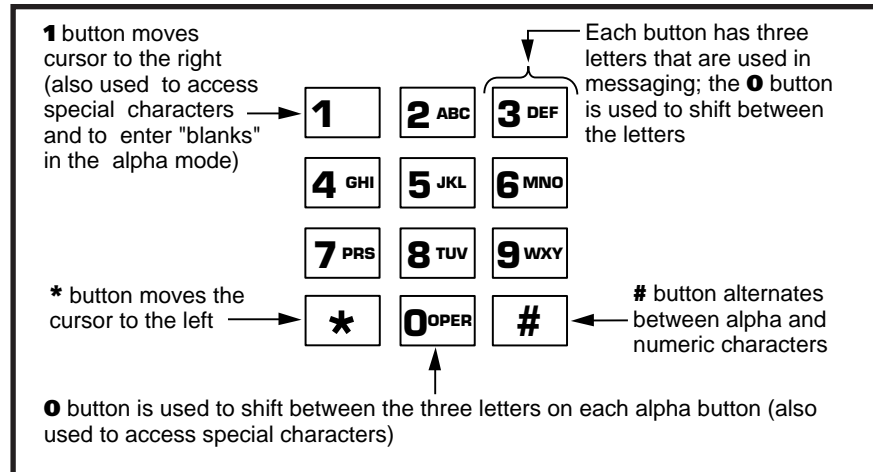 1 button moves
cursor to the right
(also used to access
special characters
and to enter "blanks"
in the alpha mode)
Each button has three
letters that are used in
messaging; the 0 button
is used to shift between
the letters
1
2 ABC
3 DEF
4 GHI
5 JKL
6 MNO
7 PRS
8 TUV
9 WXY
* button moves the
cursor to the left
*
0 OPER
#
# button alternates
between alpha and
numeric characters
0 button is used to shift between the three letters on each alpha button (also
used to access special characters)